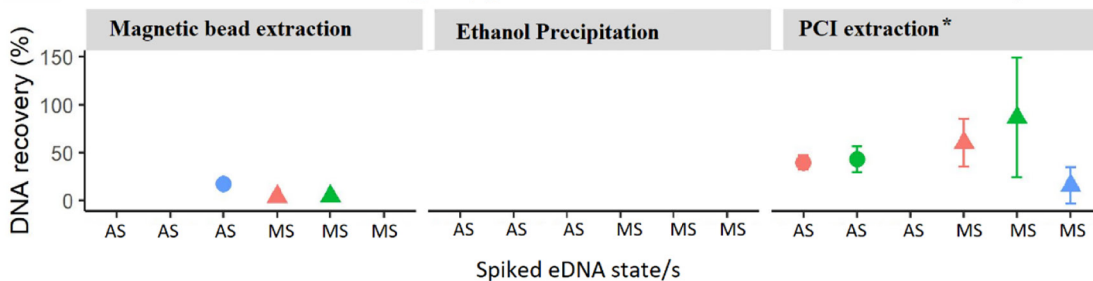 Magnetic bead extraction
Ethanol Precipitation
PCI extraction*
DNA recovery (%)
150
100
50
0
AS AS AS MS MS MS
AS AS AS MS MS MS
AS AS AS MS MS MS
Spiked eDNA state/s